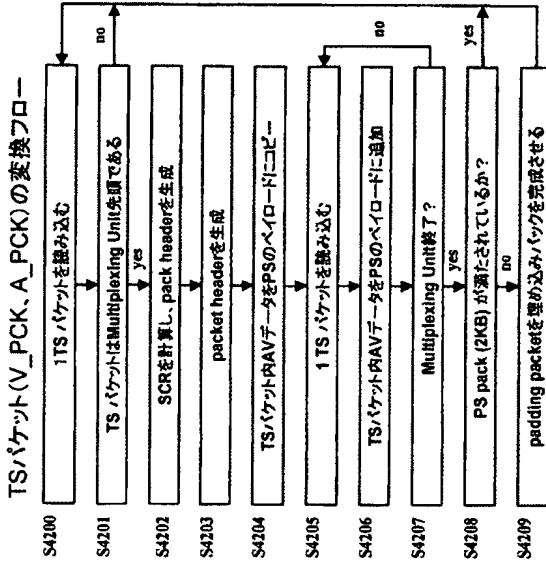 TSパケット(V_PCK、A_PCK)の変換フロー
S4200
1TS パケットを読み込む
S4201
TS パケットはMultiplexing Unit先頭である
no
yes
S4202
SCRを計算し、pack headerを生成
S4203
packet headerを生成
S4204
TSパケット内AVデータをPSのペイロードにコピー
S4205
1 TS パケットを読み込む
S4206
TSパケット内AVデータをPSのペイロードに追加
S4207
Multiplexing Unit終了？
no
yes
S4208
PS pack (2KB) が満たされているか？
yes
no
S4209
padding packetを埋め込みパックを完成させる